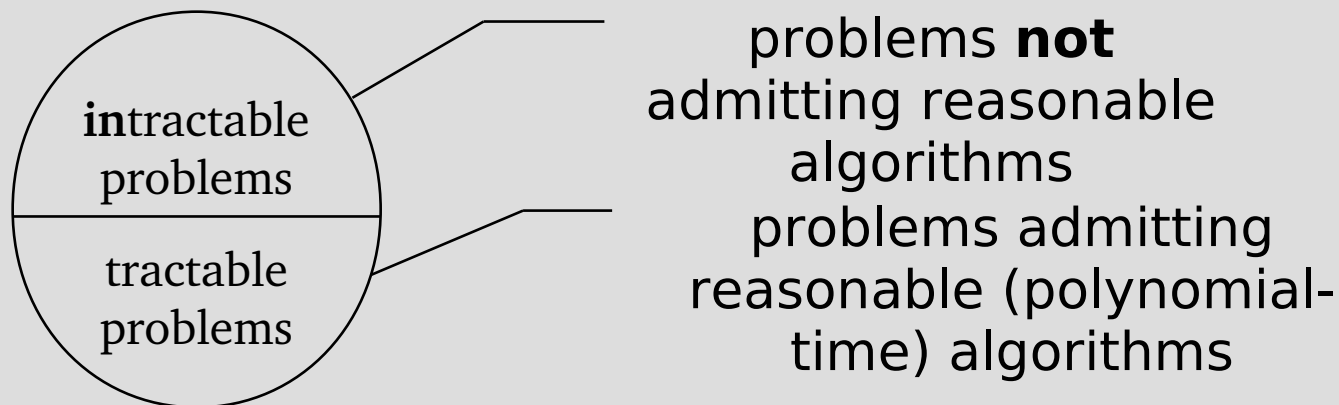 intractable
problems
tractable
problems
problems not
admitting reasonable
algorithms
problems admitting
reasonable (polynomial-
time) algorithms